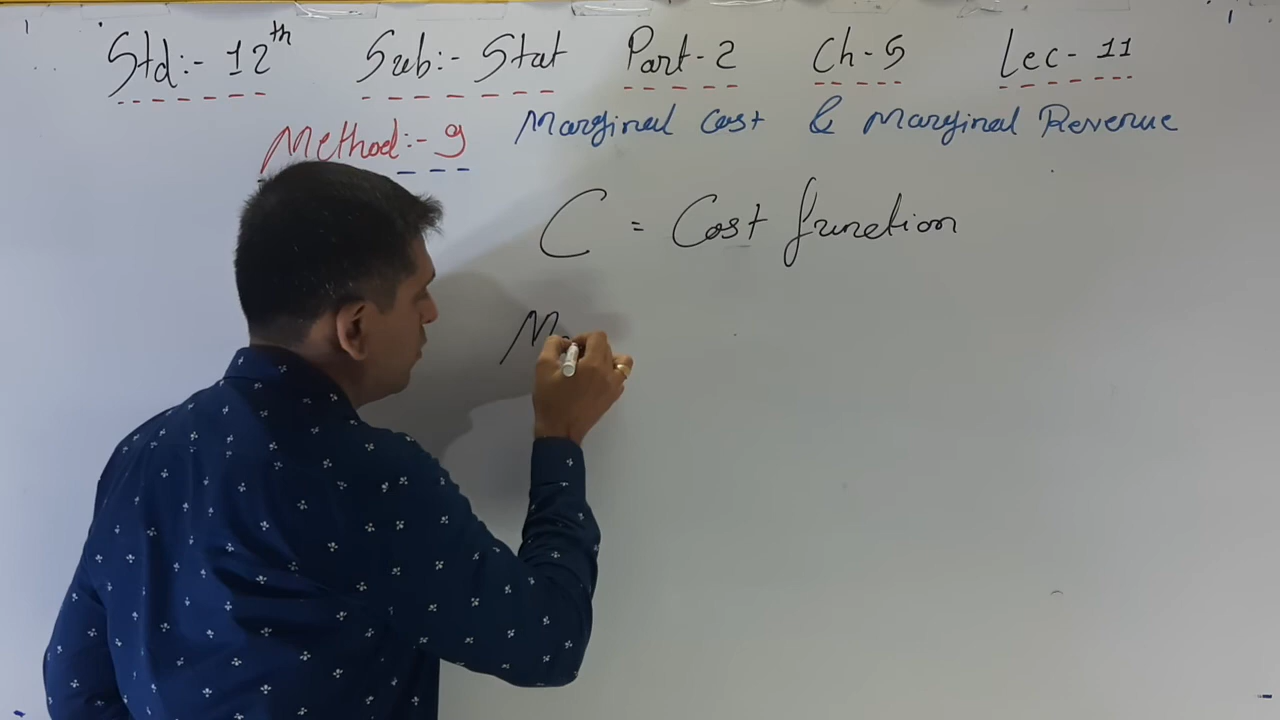 Std:- 12th Sub:- Stat Part-2 Ch-5 Lec-11
Method:-9 Marginal Cost & Marginal Revenue
C = Cost function
M